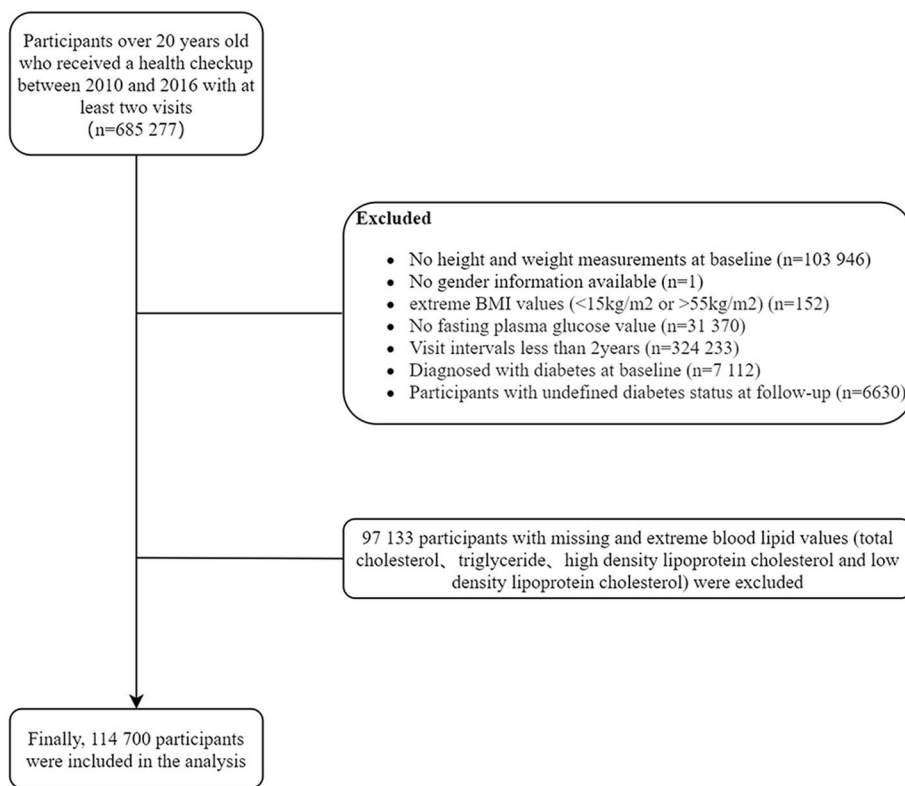 Participants over 20 years old
who received a health checkup
between 2010 and 2016 with at
least two visits
(n=685 277)
Excluded
• No height and weight measurements at baseline (n=103 946)
• No gender information available (n=1)
• extreme BMI values (<15kg/m2 or >55kg/m2) (n=152)
• No fasting plasma glucose value (n=31 370)
• Visit intervals less than 2years (n=324 233)
• Diagnosed with diabetes at baseline (n=7 112)
• Participants with undefined diabetes status at follow-up (n=6630)
97 133 participants with missing and extreme blood lipid values (total
cholesterol、triglyceride、high density lipoprotein cholesterol and low
density lipoprotein cholesterol) were excluded
Finally, 114 700 participants
were included in the analysis